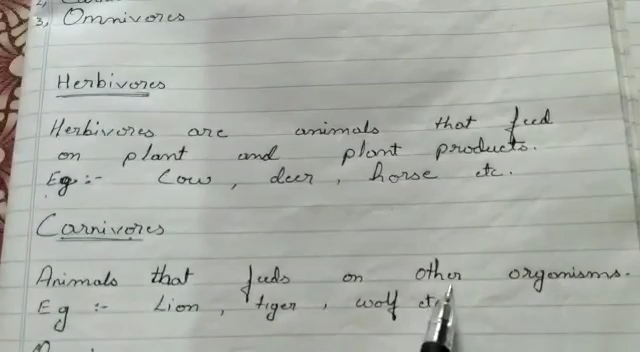 3, Omnivores
Herbivores
Herbivores are animals that feed
on plant and plant products.
Eg :- Cow, deer, horse etc.
Carnivores
Animals that feeds on other organisms.
Eg :- Lion, tiger, wolf etc